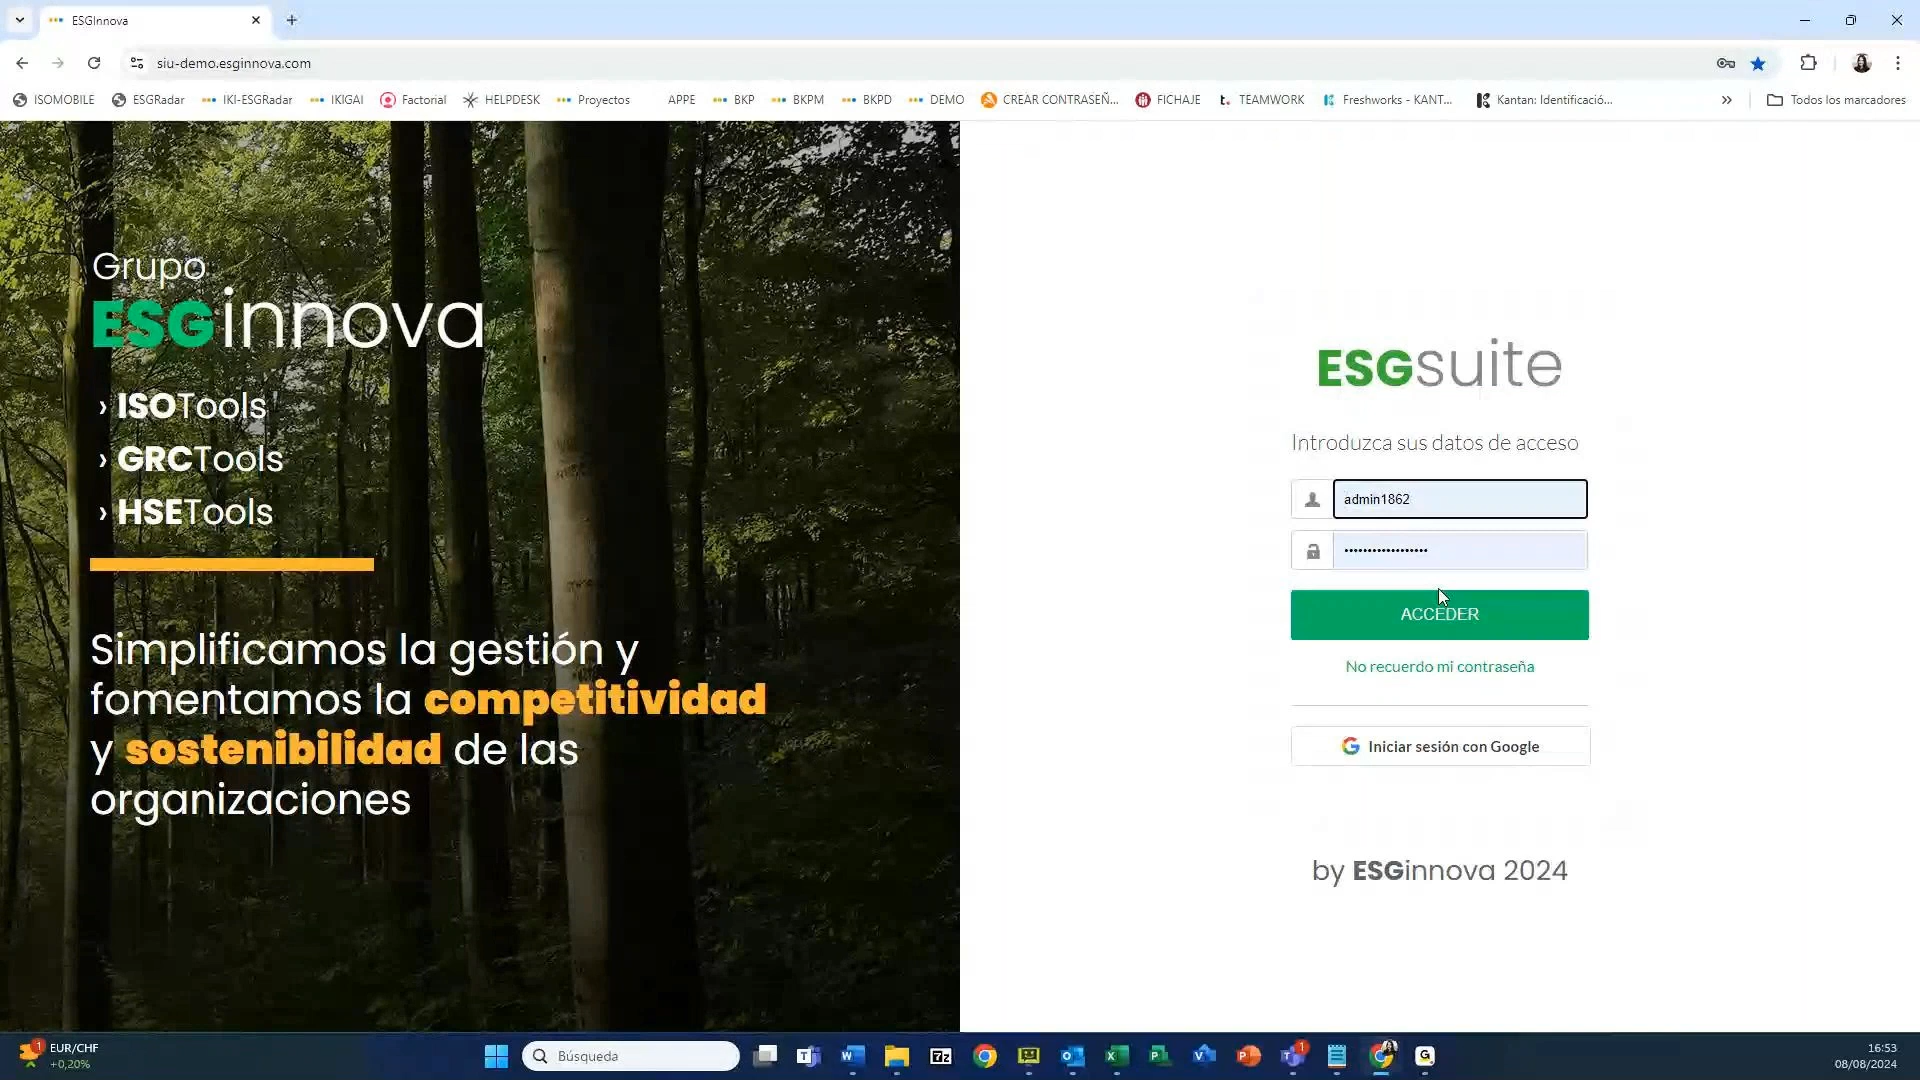 ESGInnova
siu-demo.esginnova.com
ISOMOBILE
ESGRadar
IKI-ESGRadar
IKIGAI
Factorial
HELPDESK
Proyectos
APPE
BKP
BKPM
BKPD
DEMO
CREAR CONTRASEÑ...
FICHAJE
TEAMWORK
Freshworks - KANT...
Kantan: Identificació...
»
Todos los marcadores
Grupo
ESGinnova
› ISOTools
› GRCTools
› HSETools
Simplificamos la gestión y
fomentamos la competitividad
y sostenibilidad de las
organizaciones
ESGsuite
Introduzca sus datos de acceso
admin1862
••••••••••••••••••
ACCEDER
No recuerdo mi contraseña
Iniciar sesión con Google
by ESGinnova 2024
1
EUR/CHF
+0,20%
Búsqueda
1
16:53
08/08/2024